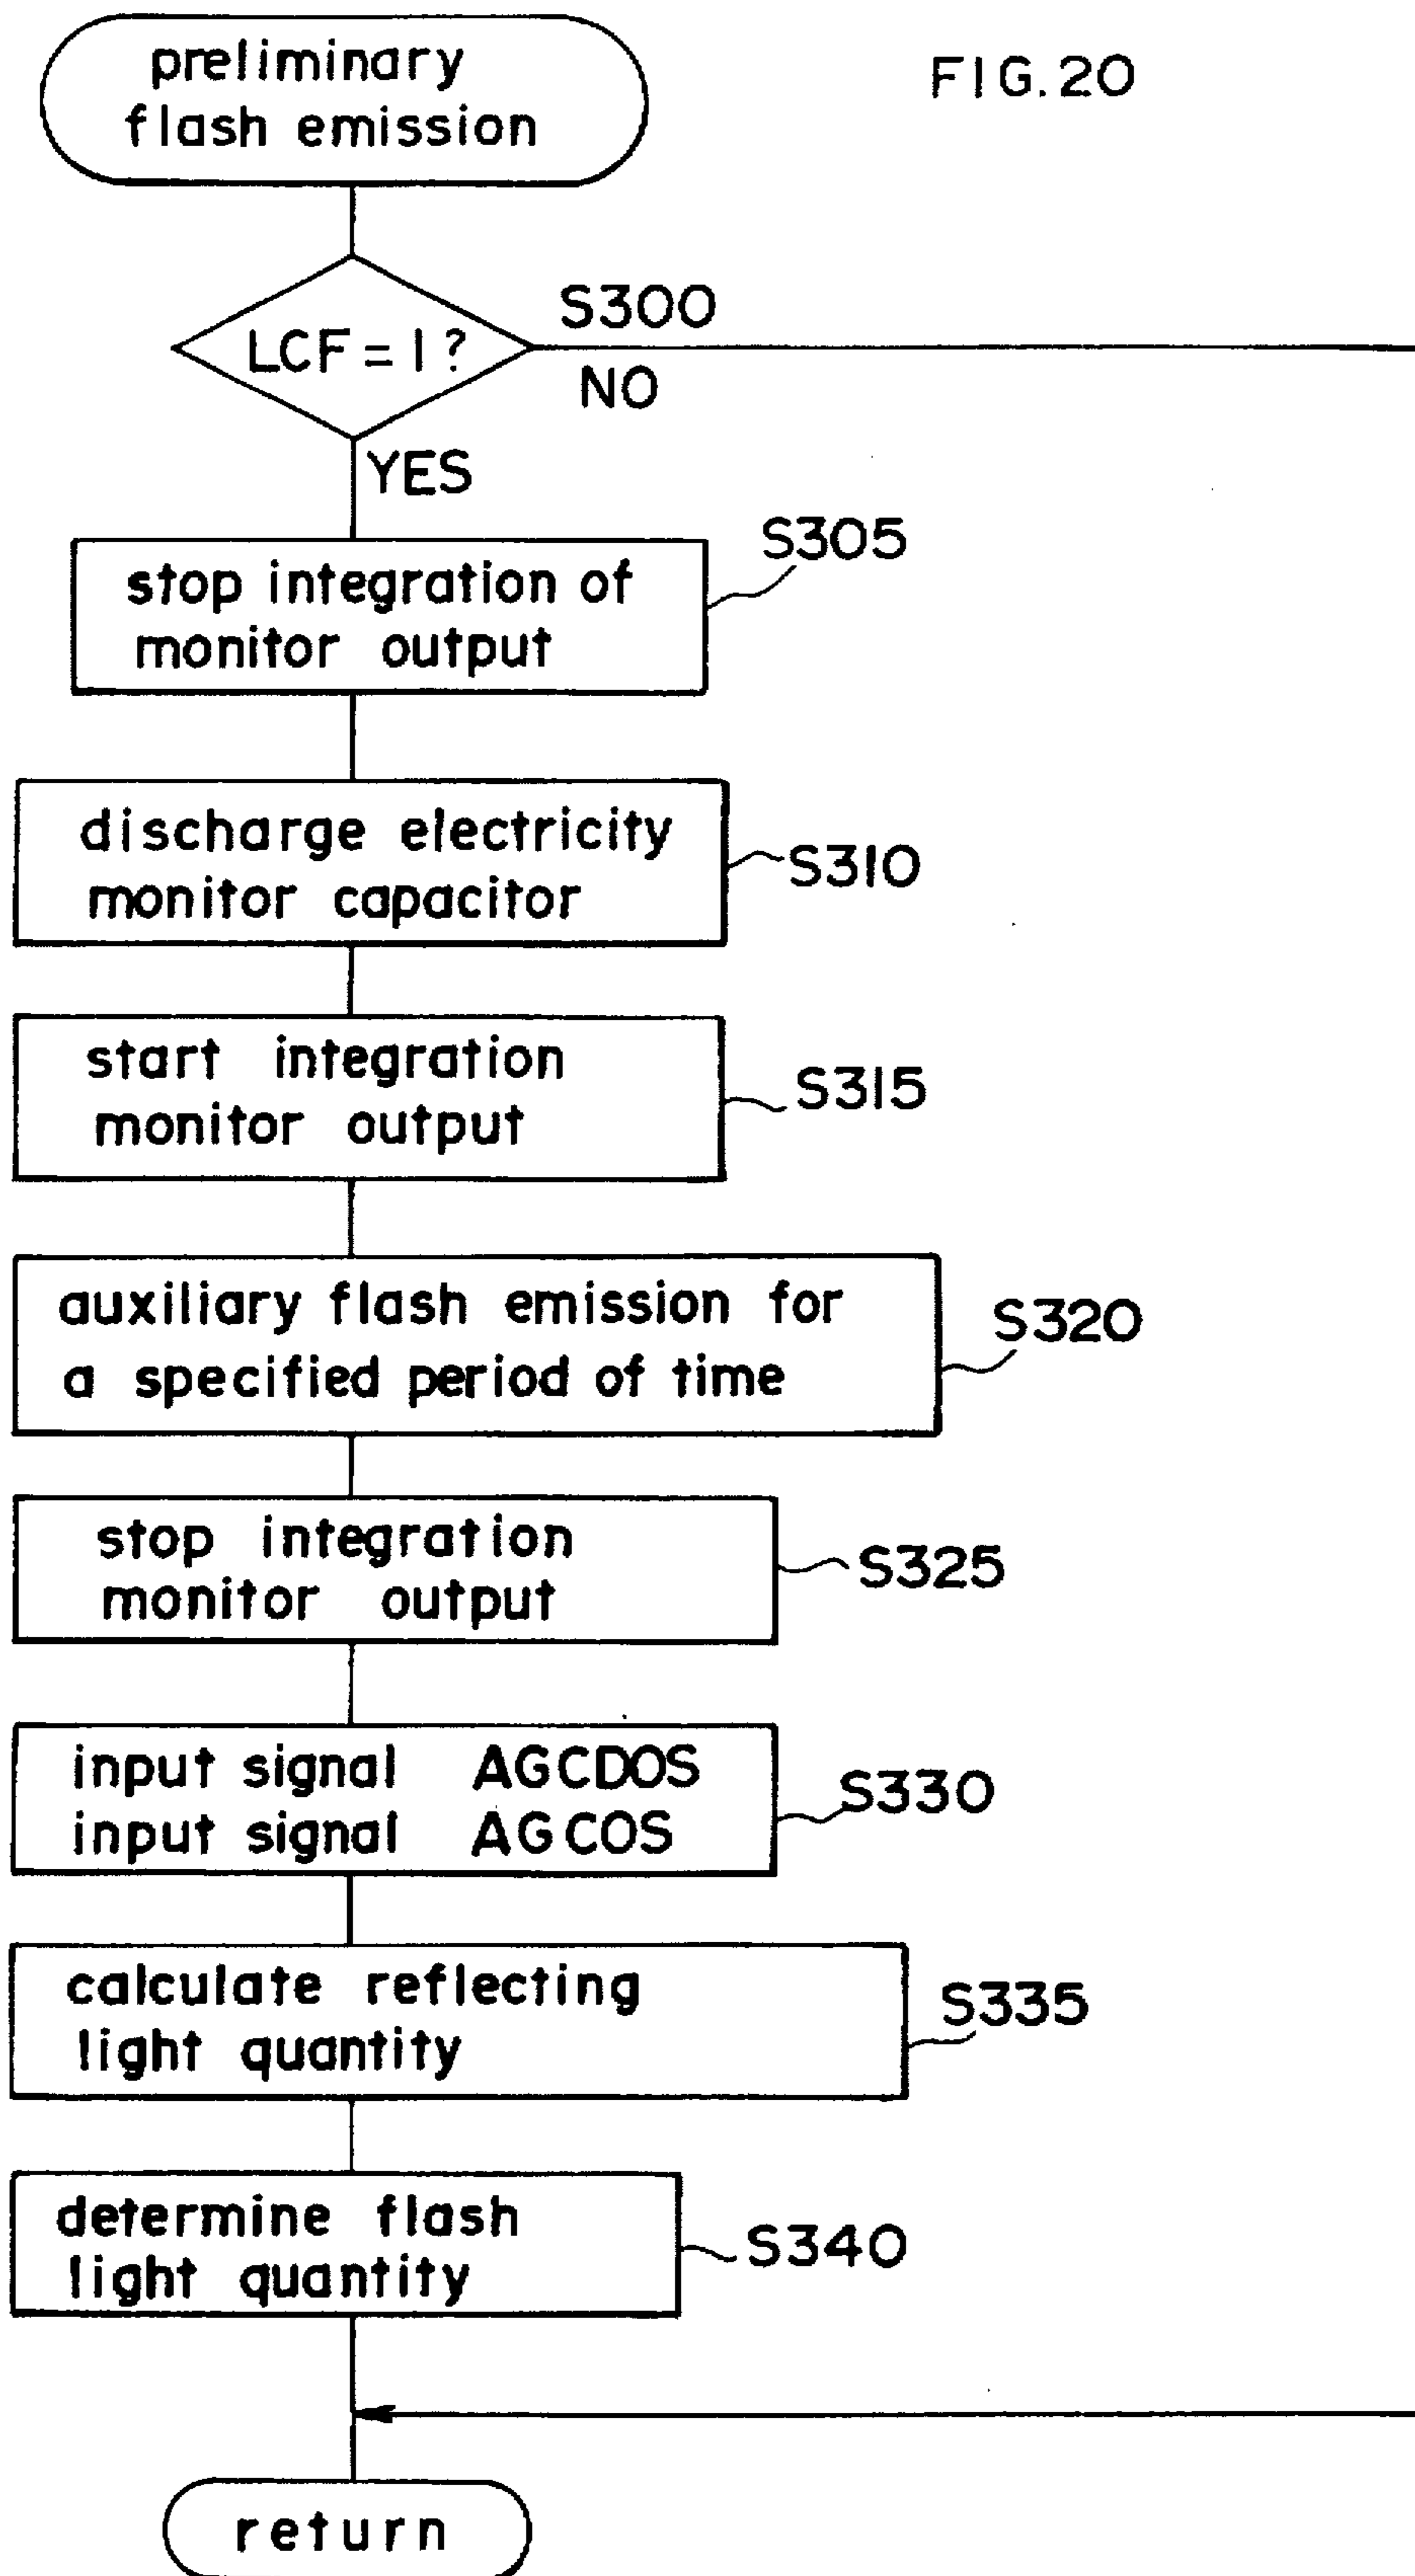 FIG. 20
preliminary
flash emission
LCF = 1 ?
S300
NO
YES
S305
stop integration of
monitor output
discharge electricity
monitor capacitor
S310
start integration
monitor output
S315
auxiliary flash emission for
a specified period of time
S320
stop integration
monitor output
S325
input signal AGCDOS
input signal AGCOS
S330
calculate reflecting
light quantity
S335
determine flash
light quantity
S340
return